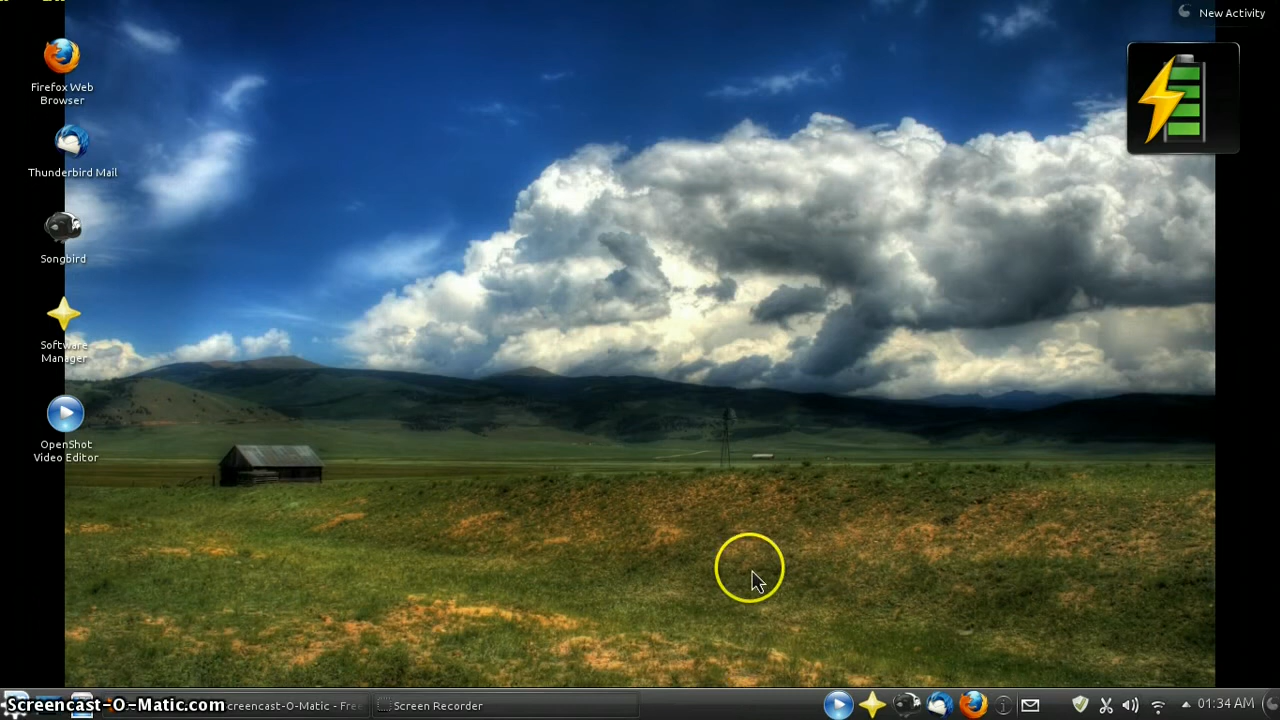 New Activity
Firefox Web
Browser
Thunderbird Mail
Songbird
Software
Manager
OpenShot
Video Editor
Screencast-O-Matic.com
creencast-O-Matic - Free
Screen Recorder
01:34 AM